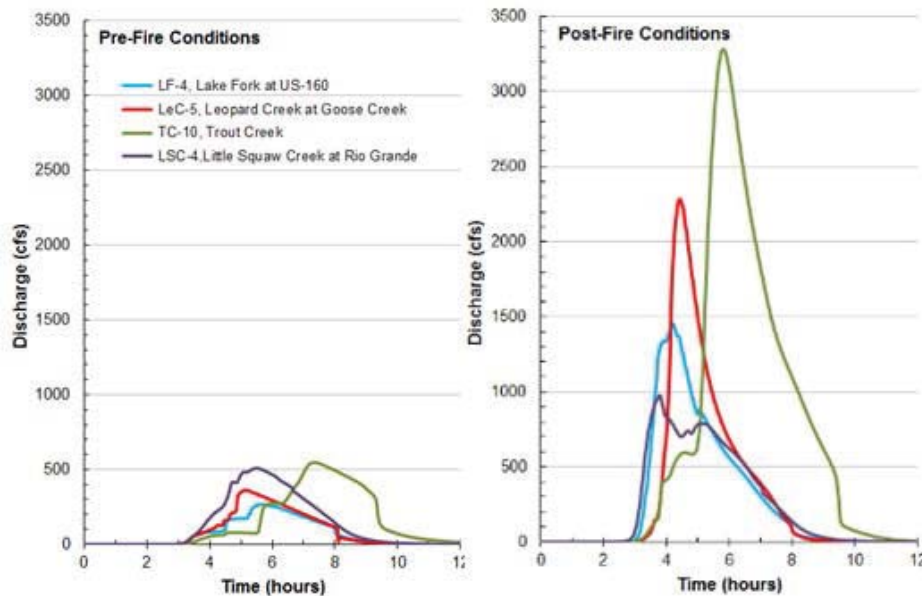 Pre-Fire Conditions
LF-4, Lake Fork at US-160
LeC-5, Leopard Creek at Goose Creek
TC-10, Trout Creek
LSC-4,Little Squaw Creek at Rio Grande
Discharge (cfs)
3500
3000
2500
2000
1500
1000
500
0
0 2 4 6 8 10 12
Time (hours)
Post-Fire Conditions
Discharge (cfs)
3500
3000
2500
2000
1500
1000
500
0
0 2 4 6 8 10 12
Time (hours)